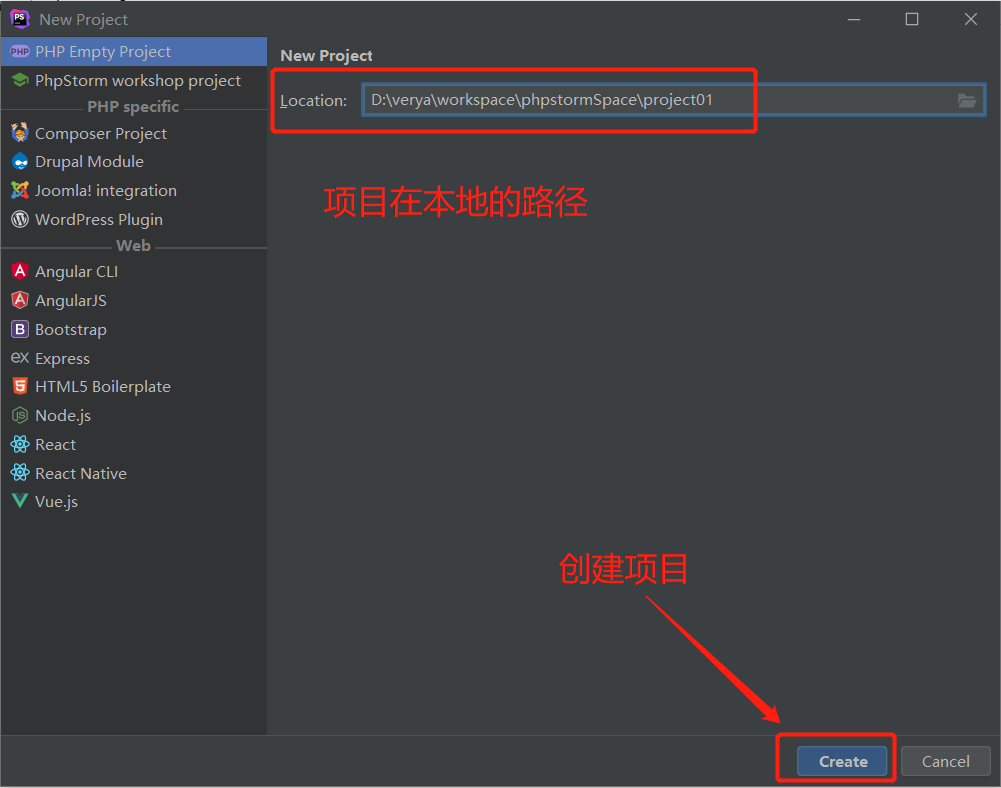 New Project
PHP Empty Project
PhpStorm workshop project
PHP specific
Composer Project
Drupal Module
Joomla! integration
WordPress Plugin
Web
Angular CLI
AngularJS
Bootstrap
Express
HTML5 Boilerplate
Node.js
React
React Native
Vue.js
New Project
Location: D:\verya\workspace\phpstormSpace\project01
项目在本地的路径
创建项目
Create Cancel